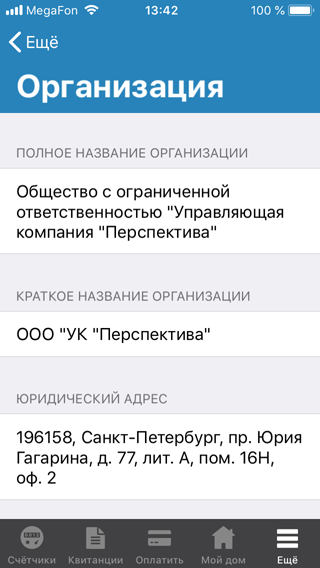 MegaFon 13:42 100 %
Ещё
Организация
ПОЛНОЕ НАЗВАНИЕ ОРГАНИЗАЦИИ
Общество с ограниченной
ответственностью "Управляющая
компания "Перспектива"
КРАТКОЕ НАЗВАНИЕ ОРГАНИЗАЦИИ
ООО "УК "Перспектива"
ЮРИДИЧЕСКИЙ АДРЕС
196158, Санкт-Петербург, пр. Юрия
Гагарина, д. 77, лит. А, пом. 16Н,
оф. 2
Счётчики Квитанции Оплатить Мой дом Ещё